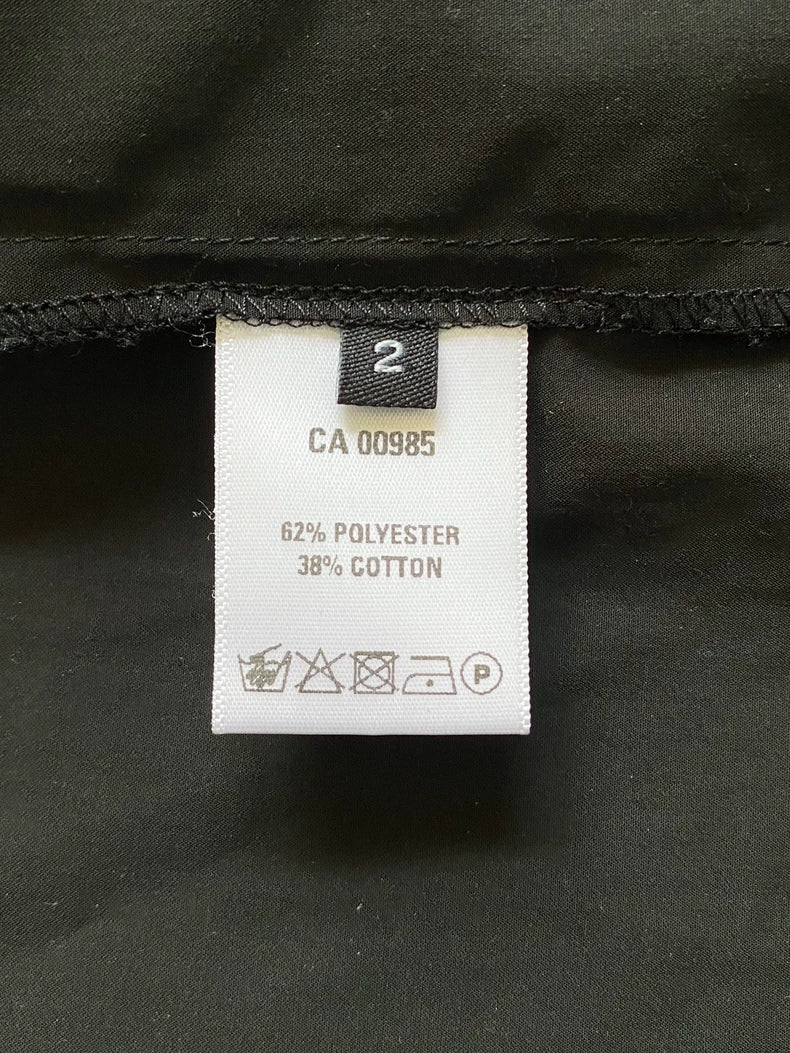 2
CA 00985
62% POLYESTER
38% COTTON
P